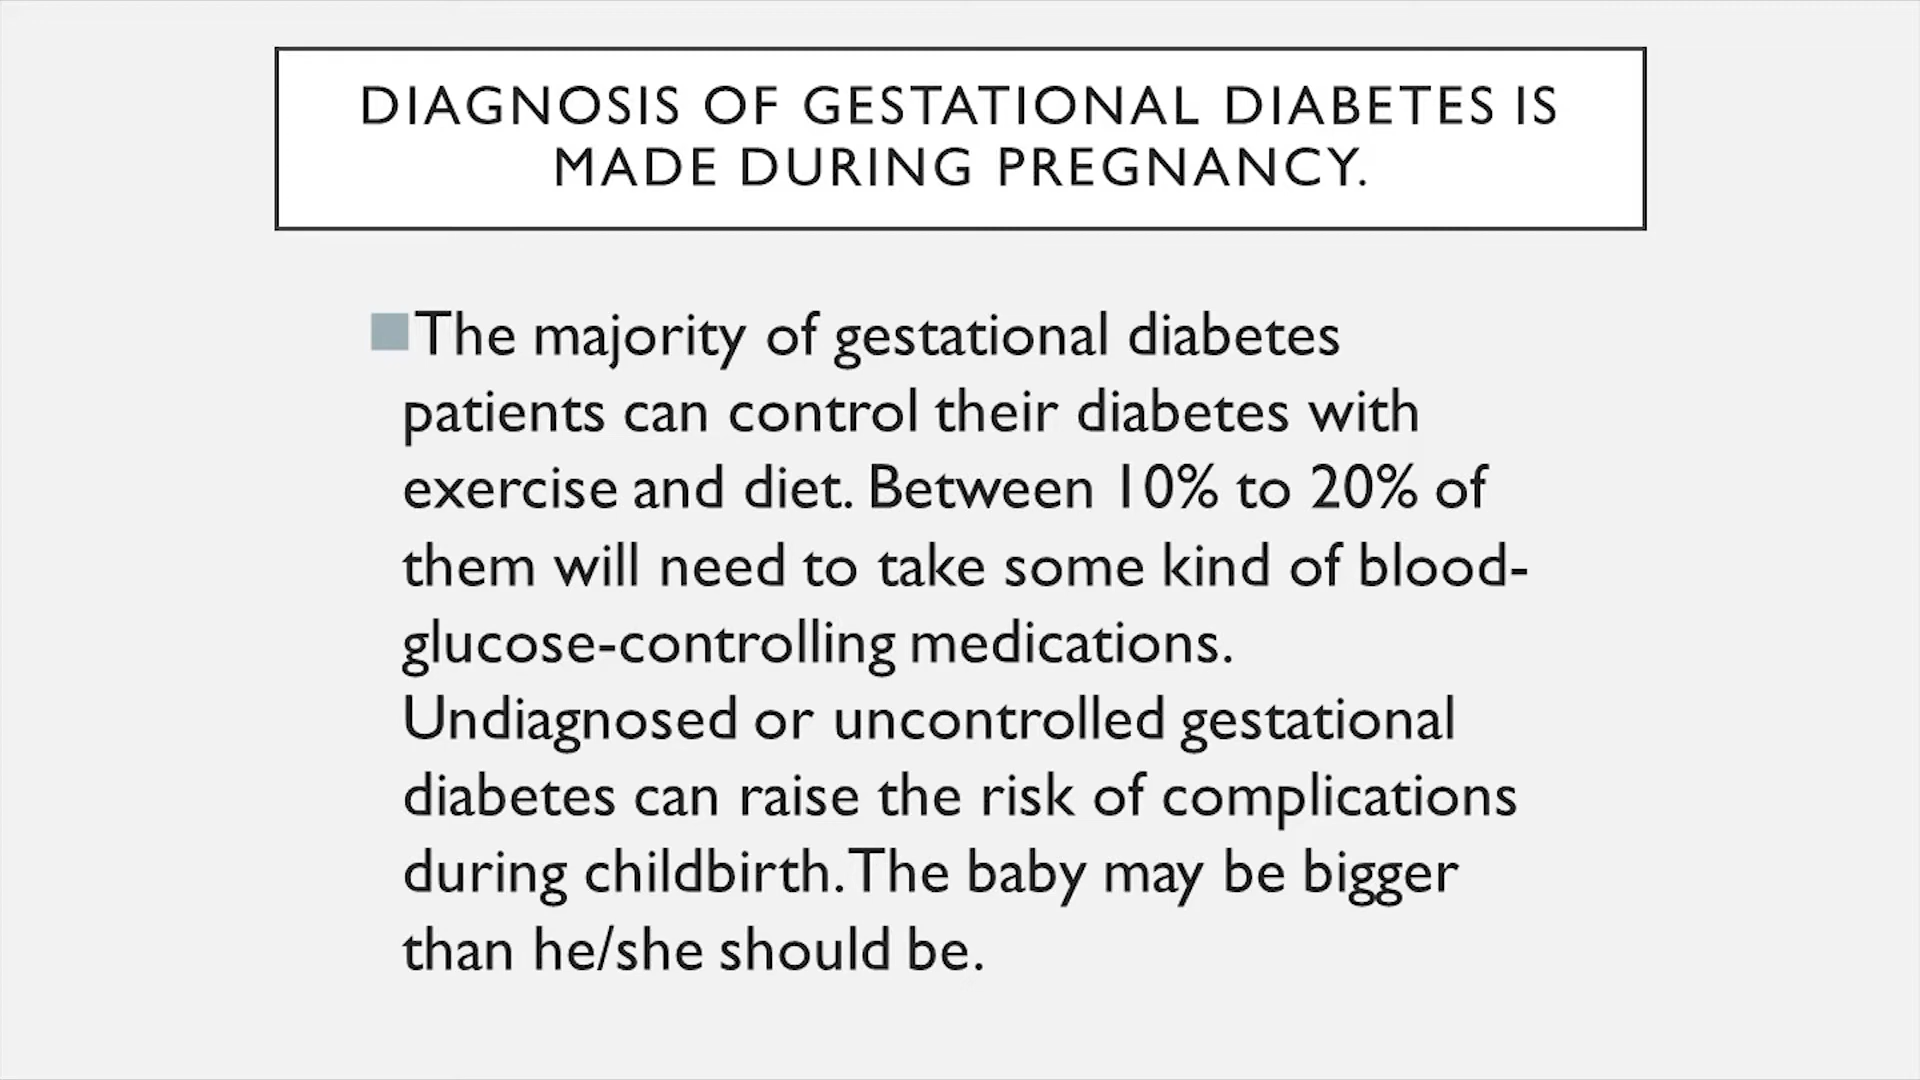 DIAGNOSIS OF GESTATIONAL DIABETES IS
MADE DURING PREGNANCY.
The majority of gestational diabetes
patients can control their diabetes with
exercise and diet. Between 10% to 20% of
them will need to take some kind of blood-
glucose-controlling medications.
Undiagnosed or uncontrolled gestational
diabetes can raise the risk of complications
during childbirth. The baby may be bigger
than he/she should be.